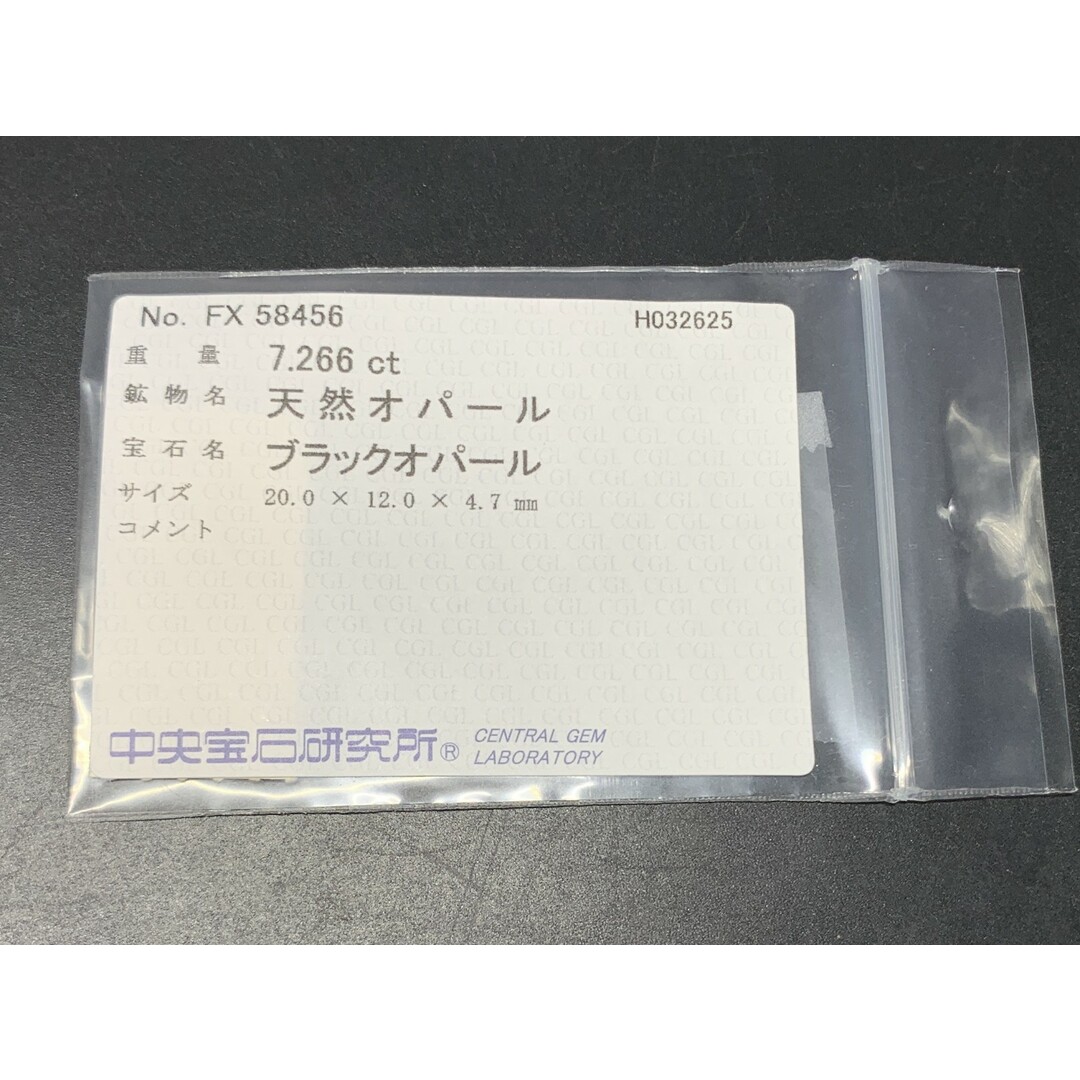 No. FX 58456 H032625
重量 7.266 ct
鉱物名 天然オパール
宝石名 ブラックオパール
サイズ 20.0 × 12.0 × 4.7 ㎜
コメント
中央宝石研究所® CENTRAL GEM
LABORATORY